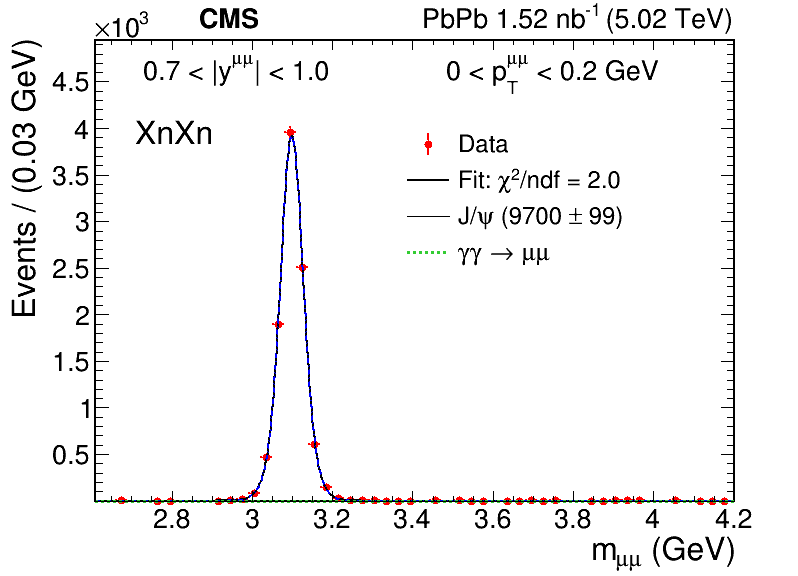 ×10³ CMS PbPb 1.52 nb⁻¹ (5.02 TeV)
0.7 < |y^μμ| < 1.0 0 < p_T^μμ < 0.2 GeV
XnXn
Data
Fit: χ²/ndf = 2.0
J/ψ (9700 ± 99)
γγ → μμ
Events / (0.03 GeV)
4.5
4
3.5
3
2.5
2
1.5
1
0.5
2.8 3 3.2 3.4 3.6 3.8 4 4.2
m_μμ (GeV)